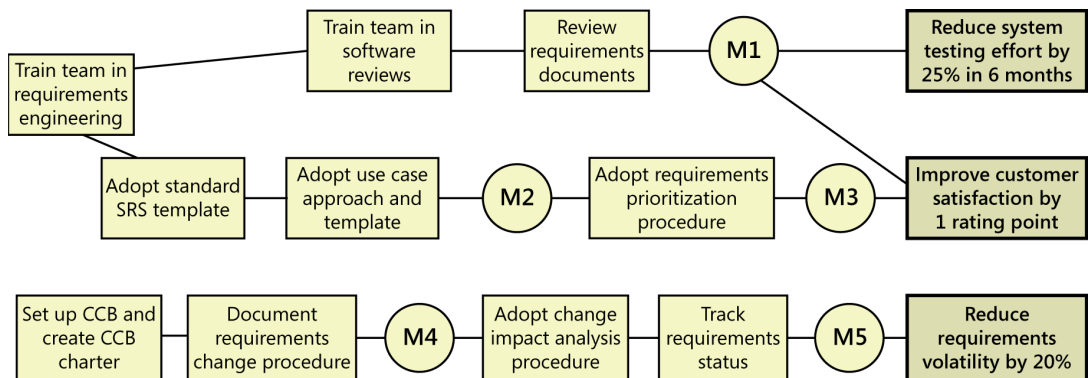 Train team in
requirements
engineering
Train team in
software
reviews
Review
requirements
documents
M1
Reduce system
testing effort by
25% in 6 months
Adopt standard
SRS template
Adopt use case
approach and
template
M2
Adopt requirements
prioritization
procedure
M3
Improve customer
satisfaction by
1 rating point
Set up CCB and
create CCB
charter
Document
requirements
change procedure
M4
Adopt change
impact analysis
procedure
Track
requirements
status
M5
Reduce
requirements
volatility by 20%